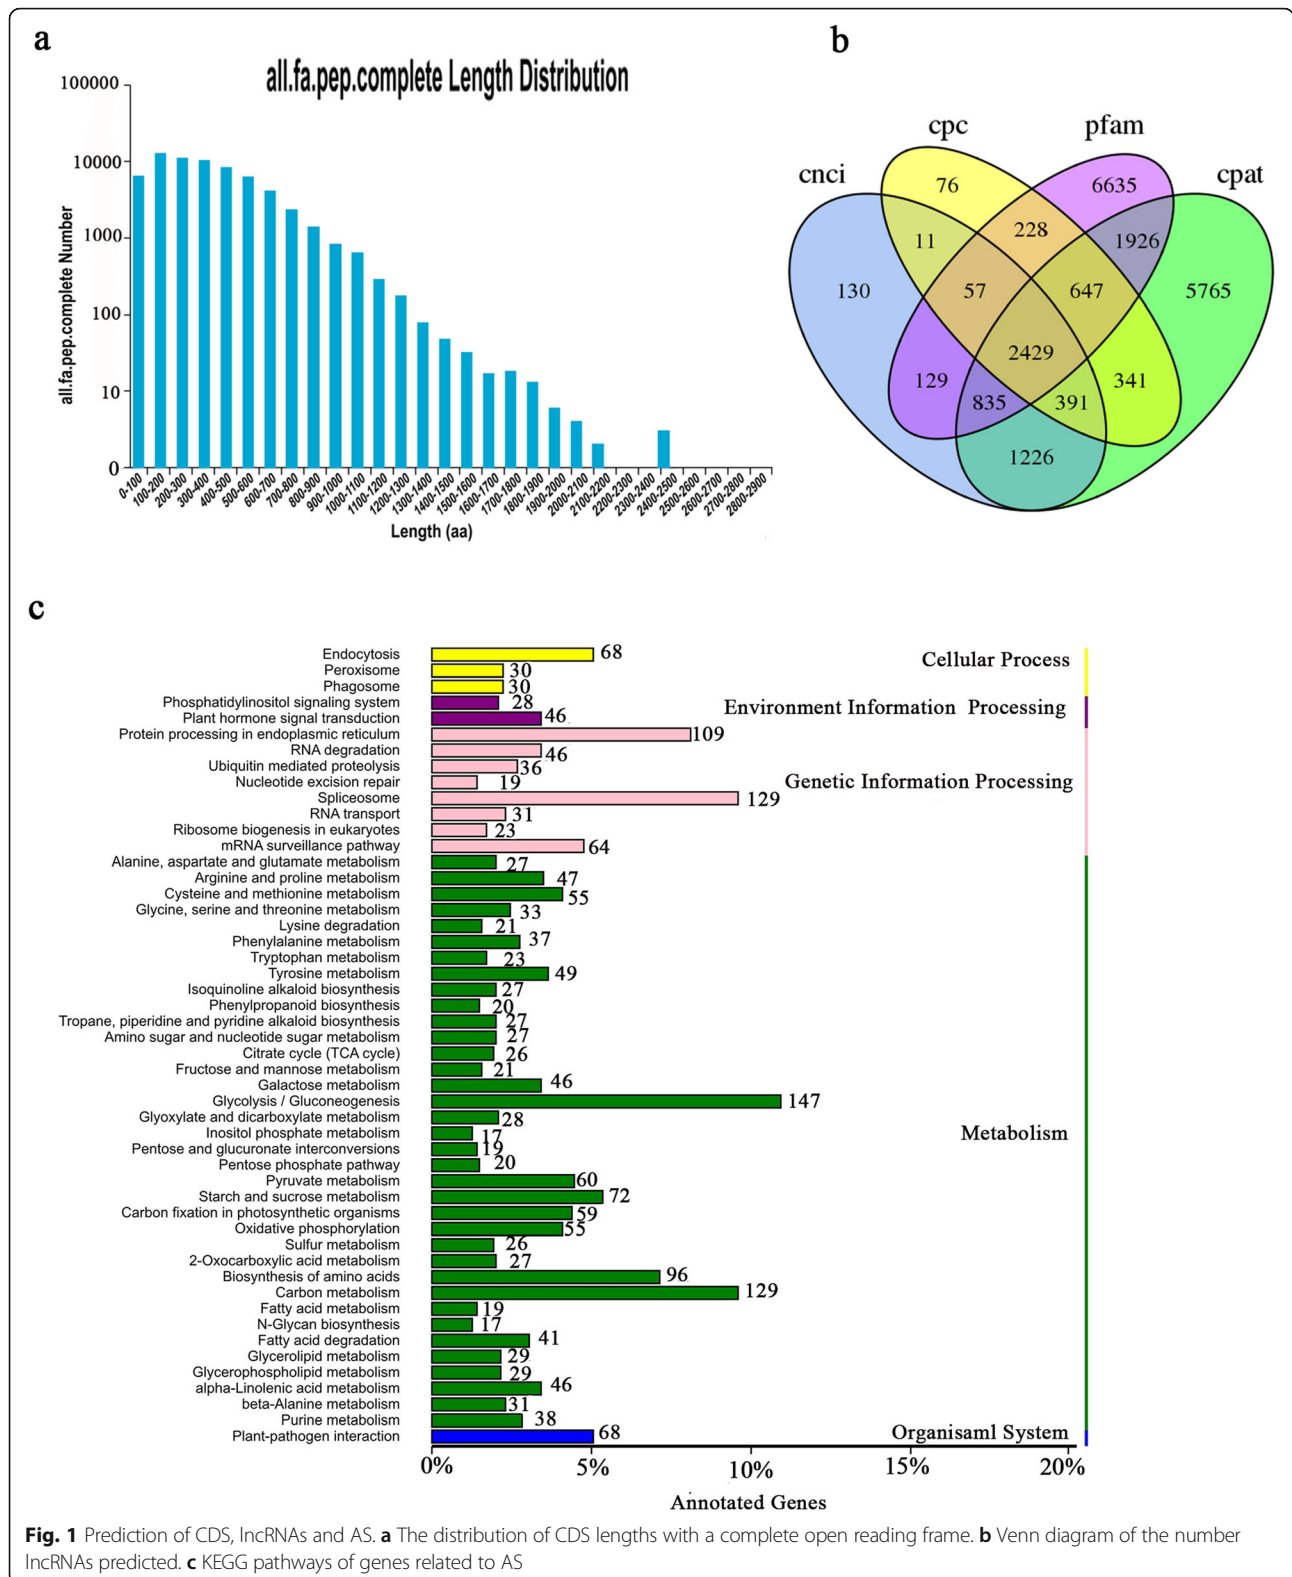 a
all.fa.pep.complete Length Distribution
all.fa.pep.complete Number
100000
10000
1000
100
10
0
0-100
100-200
200-300
300-400
400-500
500-600
600-700
700-800
800-900
900-1000
1000-1100
1100-1200
1200-1300
1300-1400
1400-1500
1500-1600
1600-1700
1700-1800
1800-1900
1900-2000
2000-2100
2100-2200
2200-2300
2300-2400
2400-2500
2500-2600
2600-2700
2700-2800
2800-2900
Length (aa)
b
cnci
cpc
pfam
cpat
76
6635
11
228
1926
130
57
647
5765
2429
129
341
835
391
1226
c
Endocytosis 68
Peroxisome 30
Phagosome 30
Phosphatidylinositol signaling system 28
Plant hormone signal transduction 46
Protein processing in endoplasmic reticulum 109
RNA degradation 46
Ubiquitin mediated proteolysis 36
Nucleotide excision repair 19
Spliceosome 129
RNA transport 31
Ribosome biogenesis in eukaryotes 23
mRNA surveillance pathway 64
Alanine, aspartate and glutamate metabolism 27
Arginine and proline metabolism 47
Cysteine and methionine metabolism 55
Glycine, serine and threonine metabolism 33
Lysine degradation 21
Phenylalanine metabolism 37
Tryptophan metabolism 23
Tyrosine metabolism 49
Isoquinoline alkaloid biosynthesis 27
Phenylpropanoid biosynthesis 20
Tropane, piperidine and pyridine alkaloid biosynthesis 27
Amino sugar and nucleotide sugar metabolism 27
Citrate cycle (TCA cycle) 26
Fructose and mannose metabolism 21
Galactose metabolism 46
Glycolysis / Gluconeogenesis 147
Glyoxylate and dicarboxylate metabolism 28
Inositol phosphate metabolism 17
Pentose and glucuronate interconversions 19
Pentose phosphate pathway 20
Pyruvate metabolism 60
Starch and sucrose metabolism 72
Carbon fixation in photosynthetic organisms 59
Oxidative phosphorylation 55
Sulfur metabolism 26
2-Oxocarboxylic acid metabolism 27
Biosynthesis of amino acids 96
Carbon metabolism 129
Fatty acid metabolism 19
N-Glycan biosynthesis 17
Fatty acid degradation 41
Glycerolipid metabolism 29
Glycerophospholipid metabolism 29
alpha-Linolenic acid metabolism 46
beta-Alanine metabolism 31
Purine metabolism 38
Plant-pathogen interaction 68
Cellular Process
Environment Information Processing
Genetic Information Processing
Metabolism
Organisaml System
0% 5% 10% 15% 20%
Annotated Genes
Fig. 1 Prediction of CDS, lncRNAs and AS. a The distribution of CDS lengths with a complete open reading frame. b Venn diagram of the number
lncRNAs predicted. c KEGG pathways of genes related to AS